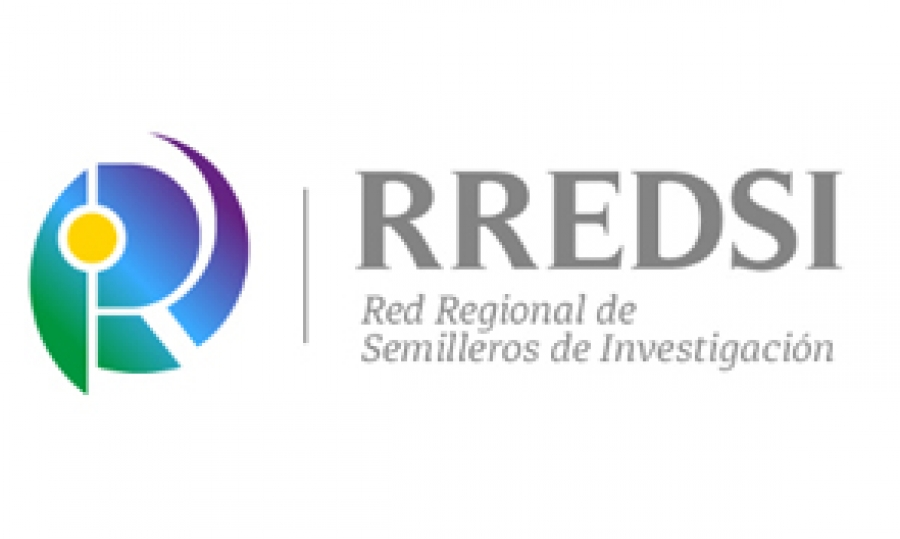 RREDSI
Red Regional de
Semilleros de Investigación